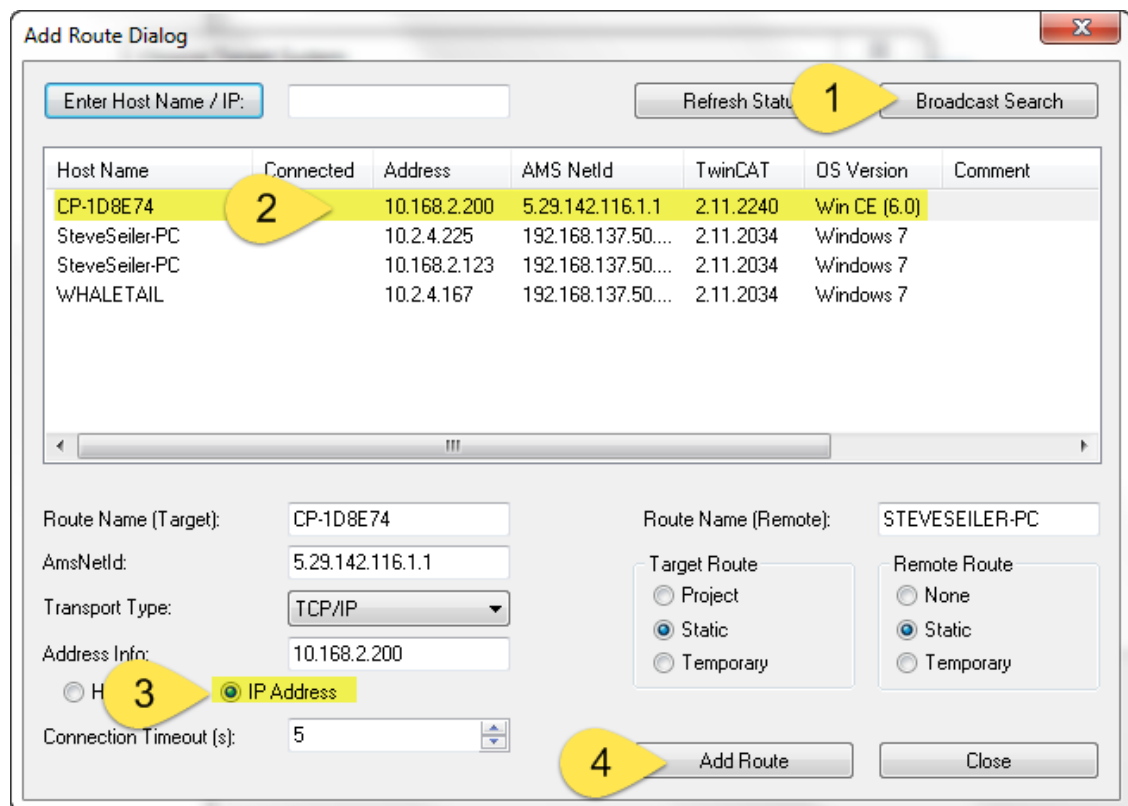 Add Route Dialog
Enter Host Name / IP: Refresh Statu 1 Broadcast Search
Host Name Connected Address AMS NetId TwinCAT OS Version Comment
CP-1D8E74 2 10.168.2.200 5.29.142.116.1.1 2.11.2240 Win CE (6.0)
SteveSeiler-PC 10.2.4.225 192.168.137.50.... 2.11.2034 Windows 7
SteveSeiler-PC 10.168.2.123 192.168.137.50.... 2.11.2034 Windows 7
WHALETAIL 10.2.4.167 192.168.137.50.... 2.11.2034 Windows 7
Route Name (Target): CP-1D8E74 Route Name (Remote): STEVESEILER-PC
AmsNetId: 5.29.142.116.1.1 Target Route Remote Route
Project None
Transport Type: TCP/IP
Static Static
Address Info: 10.168.2.200 Temporary Temporary
H 3 IP Address
Connection Timeout (s): 5
4 Add Route Close